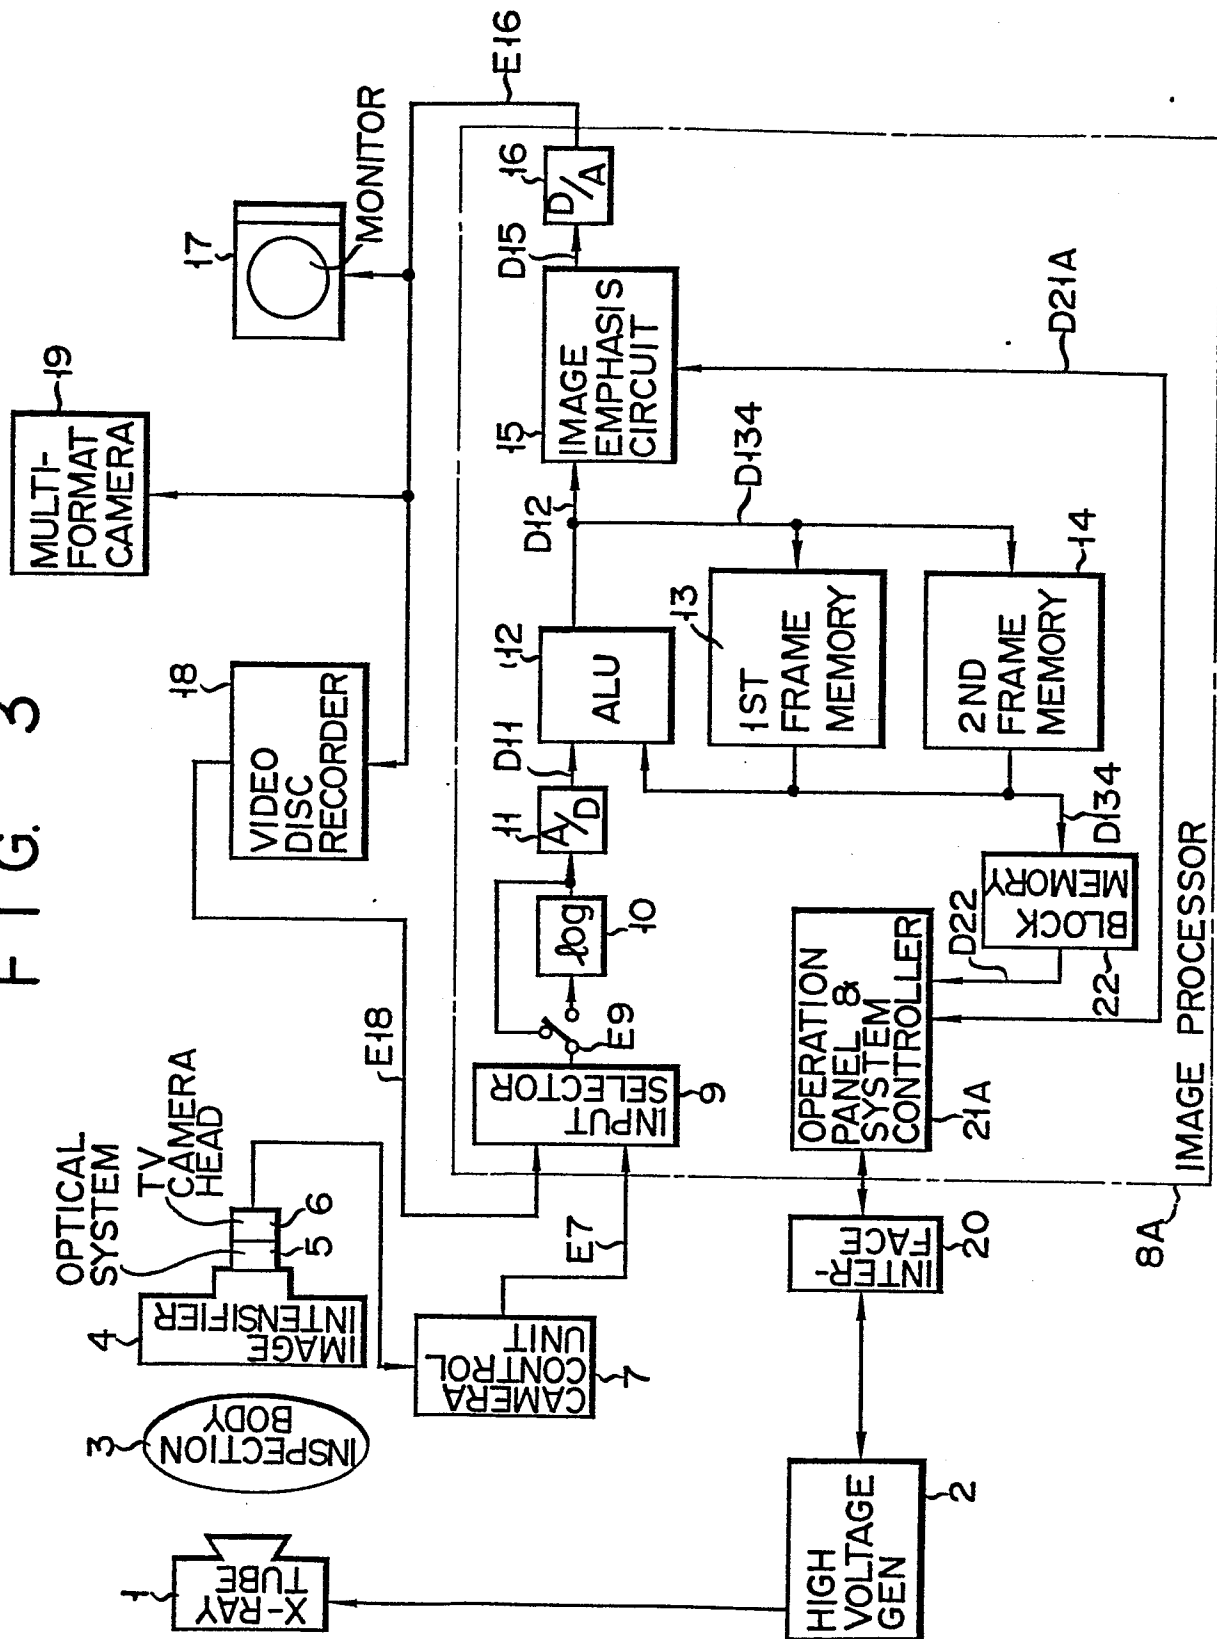 FIG. 3
MULTI-
FORMAT
CAMERA
19
17
MONITOR
E16
18
VIDEO
DISC
RECORDER
E18
OPTICAL
SYSTEM
TV
CAMERA
HEAD
4
IMAGE
INTENSIFIER
5
6
3
INSPECTION
BODY
1
X-RAY
TUBE
CAMERA
CONTROL
UNIT
7
E7
INPUT
SELECTOR
9
E9
log
10
11
A/D
D11
ALU
12
D12
15
IMAGE
EMPHASIS
CIRCUIT
D15
16
D/A
D134
13
1ST
FRAME
MEMORY
14
2ND
FRAME
MEMORY
D134
BLOCK
MEMORY
22
D22
D21A
OPERATION
PANEL &
SYSTEM
CONTROLLER
21A
INTER-
FACE
20
HIGH
VOLTAGE
GEN
2
8A
IMAGE PROCESSOR